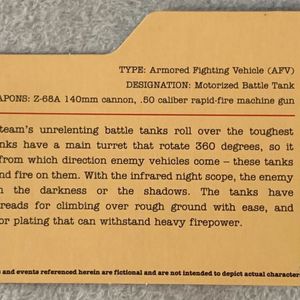 TYPE: Armored Fighting Vehicle (AFV)
DESIGNATION: Motorized Battle Tank
APONS: Z-68A 140mm cannon, .50 caliber rapid-fire machine gun
team's unrelenting battle tanks roll over the toughest
nks have a main turret that rotate 360 degrees, so it
from which direction enemy vehicles come – these tanks
nd fire on them. With the infrared night scope, the enemy
n the darkness or the shadows. The tanks have
reads for climbing over rough ground with ease, and
or plating that can withstand heavy firepower.
s and events referenced herein are fictional and are not intended to depict actual character